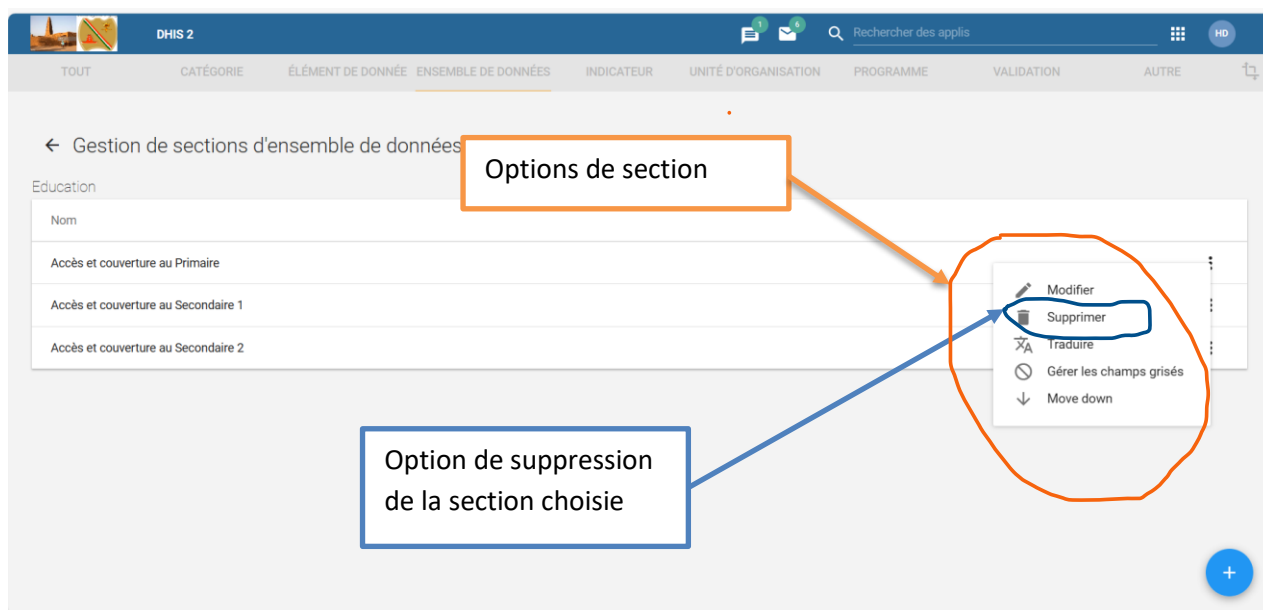 DHIS 2
1
6
Rechercher des applis
HD
TOUT CATÉGORIE ÉLÉMENT DE DONNÉE ENSEMBLE DE DONNÉES INDICATEUR UNITÉ D'ORGANISATION PROGRAMME VALIDATION AUTRE
Gestion de sections d'ensemble de données
Options de section
Education
Nom
Accès et couverture au Primaire
Accès et couverture au Secondaire 1
Accès et couverture au Secondaire 2
Modifier
Supprimer
Traduire
Gérer les champs grisés
Move down
Option de suppression
de la section choisie